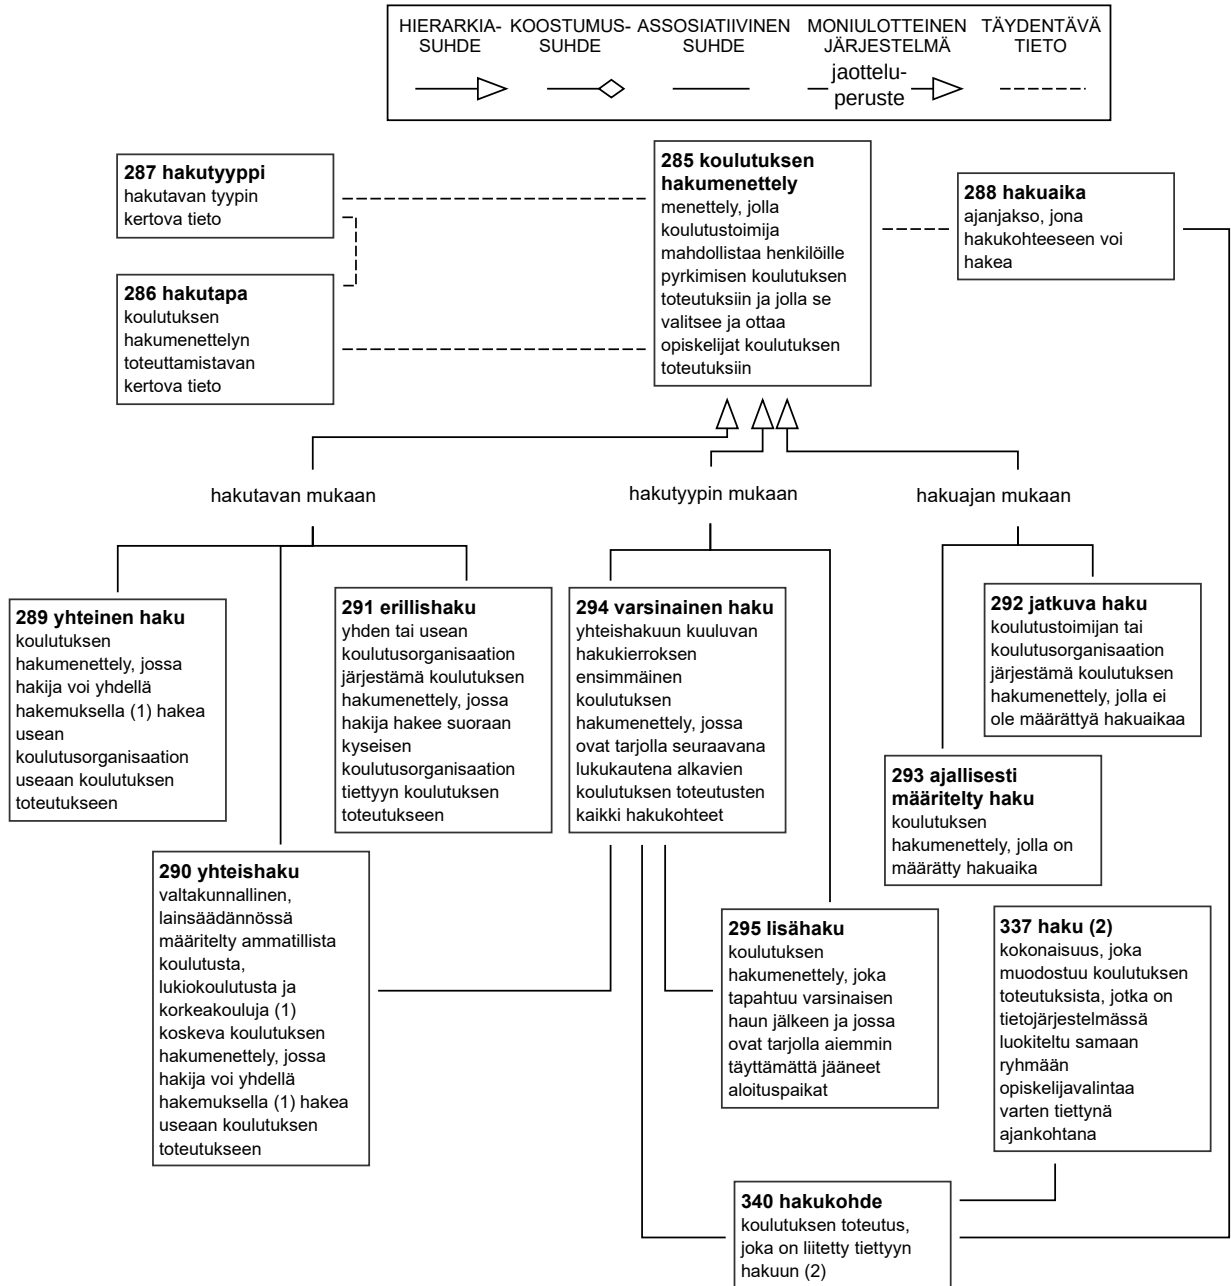 HIERARKIA-
SUHDE
KOOSTUMUS-
SUHDE
ASSOSIATIIVINEN
SUHDE
MONIULOTTEINEN
JÄRJESTELMÄ
TÄYDENTÄVÄ
TIETO
jaottelu-
peruste
287 hakutyyppi
hakutavan tyypin
kertova tieto
286 hakutapa
koulutuksen
hakumenettelyn
toteuttamistavan
kertova tieto
285 koulutuksen
hakumenettely
menettely, jolla
koulutustoimija
mahdollistaa henkilöille
pyrkimisen koulutuksen
toteutuksiin ja jolla se
valitsee ja ottaa
opiskelijat koulutuksen
toteutuksiin
288 hakuaika
ajanjakso, jona
hakukohteeseen voi
hakea
hakutavan mukaan
hakutyypin mukaan
hakuajan mukaan
289 yhteinen haku
koulutuksen
hakumenettely, jossa
hakija voi yhdellä
hakemuksella (1) hakea
usean
koulutusorganisaation
useaan koulutuksen
toteutukseen
291 erillishaku
yhden tai usean
koulutusorganisaation
järjestämä koulutuksen
hakumenettely, jossa
hakija hakee suoraan
kyseisen
koulutusorganisaation
tiettyyn koulutuksen
toteutukseen
294 varsinainen haku
yhteishakuun kuuluvan
hakukierroksen
ensimmäinen
koulutuksen
hakumenettely, jossa
ovat tarjolla seuraavana
lukukautena alkavien
koulutuksen toteutusten
kaikki hakukohteet
292 jatkuva haku
koulutustoimijan tai
koulutusorganisaation
järjestämä koulutuksen
hakumenettely, jolla ei
ole määrättyä hakuaikaa
293 ajallisesti
määritelty haku
koulutuksen
hakumenettely, jolla on
määrätty hakuaika
290 yhteishaku
valtakunnallinen,
lainsäädännössä
määritelty ammatillista
koulutusta,
lukiokoulutusta ja
korkeakouluja (1)
koskeva koulutuksen
hakumenettely, jossa
hakija voi yhdellä
hakemuksella (1) hakea
useaan koulutuksen
toteutukseen
295 lisähaku
koulutuksen
hakumenettely, joka
tapahtuu varsinaisen
haun jälkeen ja jossa
ovat tarjolla aiemmin
täyttämättä jääneet
aloituspaikat
337 haku (2)
kokonaisuus, joka
muodostuu koulutuksen
toteutuksista, jotka on
tietojärjestelmässä
luokiteltu samaan
ryhmään
opiskelijavalintaa
varten tiettynä
ajankohtana
340 hakukohde
koulutuksen toteutus,
joka on liitetty tiettyyn
hakuun (2)